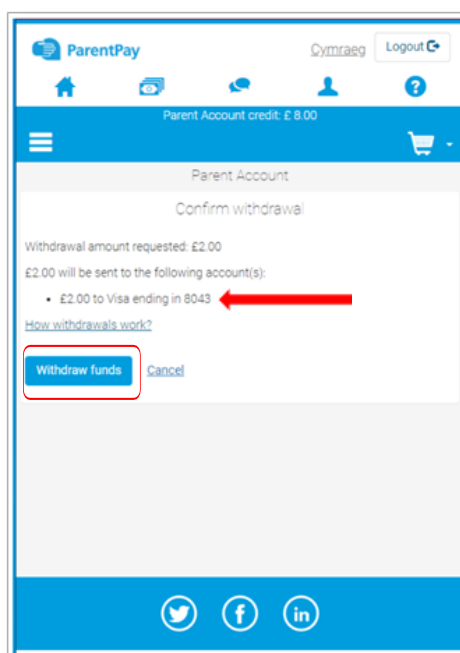 ParentPay
Cymraeg
Logout
Parent Account credit: £ 8.00
Parent Account
Confirm withdrawal
Withdrawal amount requested: £2.00
£2.00 will be sent to the following account(s):
• £2.00 to Visa ending in 8043
How withdrawals work?
Withdraw funds Cancel